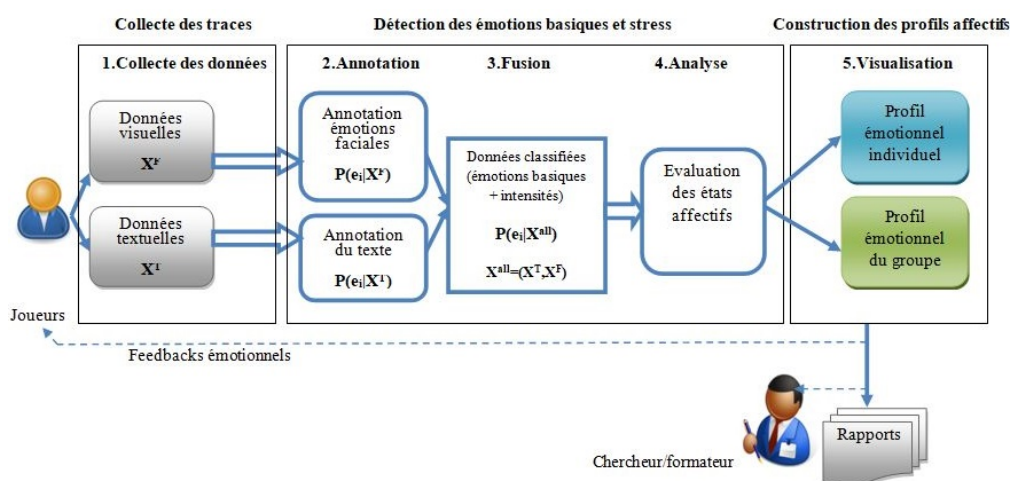 Collecte des traces
Détection des émotions basiques et stress
Construction des profils affectifs
1.Collecte des données
2.Annotation
3.Fusion
4.Analyse
5.Visualisation
Données
visuelles
X^F
Données
textuelles
X^T
Annotation
émotions
faciales
P(e_i|X^F)
Annotation
du texte
P(e_i|X^T)
Données classifiées
(émotions basiques
+ intensités)
P(e_i|X^all)
X^all=(X^T,X^F)
Evaluation
des états
affectifs
Profil
émotionnel
individuel
Profil
émotionnel
du groupe
Joueurs
Feedbacks émotionnels
Chercheur/formateur
Rapports